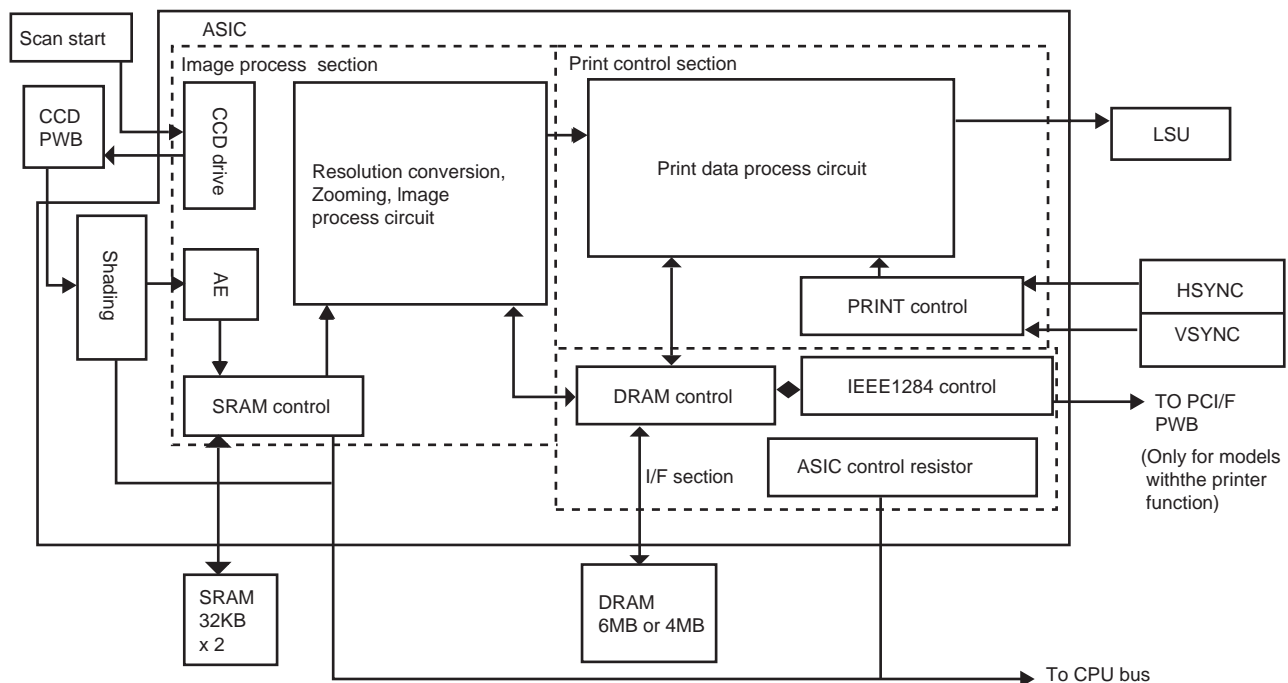 Scan start
ASIC
Image process section
Print control section
CCD
PWB
CCD drive
Resolution conversion,
Zooming, Image
process circuit
Print data process circuit
LSU
Shading
AE
PRINT control
HSYNC
VSYNC
SRAM control
DRAM control
IEEE1284 control
TO PCI/F
PWB
(Only for models
withthe printer
function)
I/F section
ASIC control resistor
SRAM
32KB
x 2
DRAM
6MB or 4MB
To CPU bus